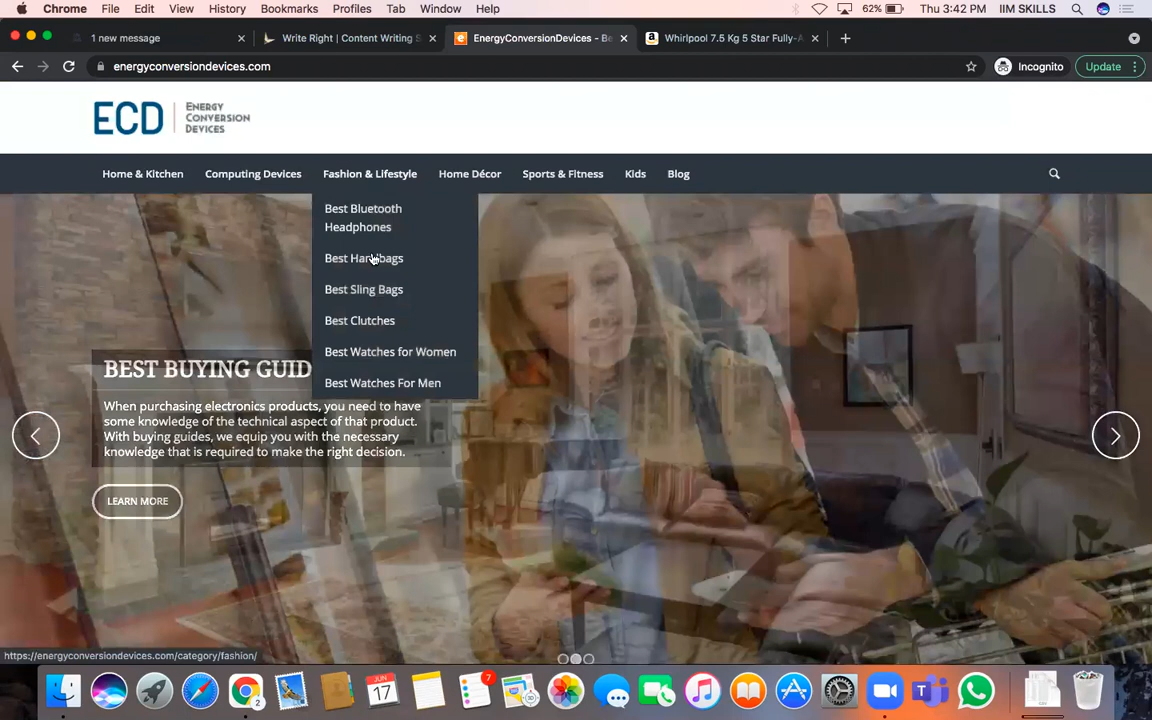 Chrome File Edit View History Bookmarks Profiles Tab Window Help 62% Thu 3:42 PM IIM SKILLS
1 new message Write Right | Content Writing S EnergyConversionDevices - Be Whirlpool 7.5 Kg 5 Star Fully-A
energyconversiondevices.com Incognito Update
ECD ENERGY
CONVERSION
DEVICES
Home & Kitchen Computing Devices Fashion & Lifestyle Home Décor Sports & Fitness Kids Blog
Best Bluetooth
Headphones
Best Handbags
Best Sling Bags
Best Clutches
Best Watches for Women
Best Watches For Men
BEST BUYING GUID
When purchasing electronics products, you need to have
some knowledge of the technical aspect of that product.
With buying guides, we equip you with the necessary
knowledge that is required to make the right decision.
LEARN MORE
https://energyconversiondevices.com/category/fashion/
2
JUN
17
7